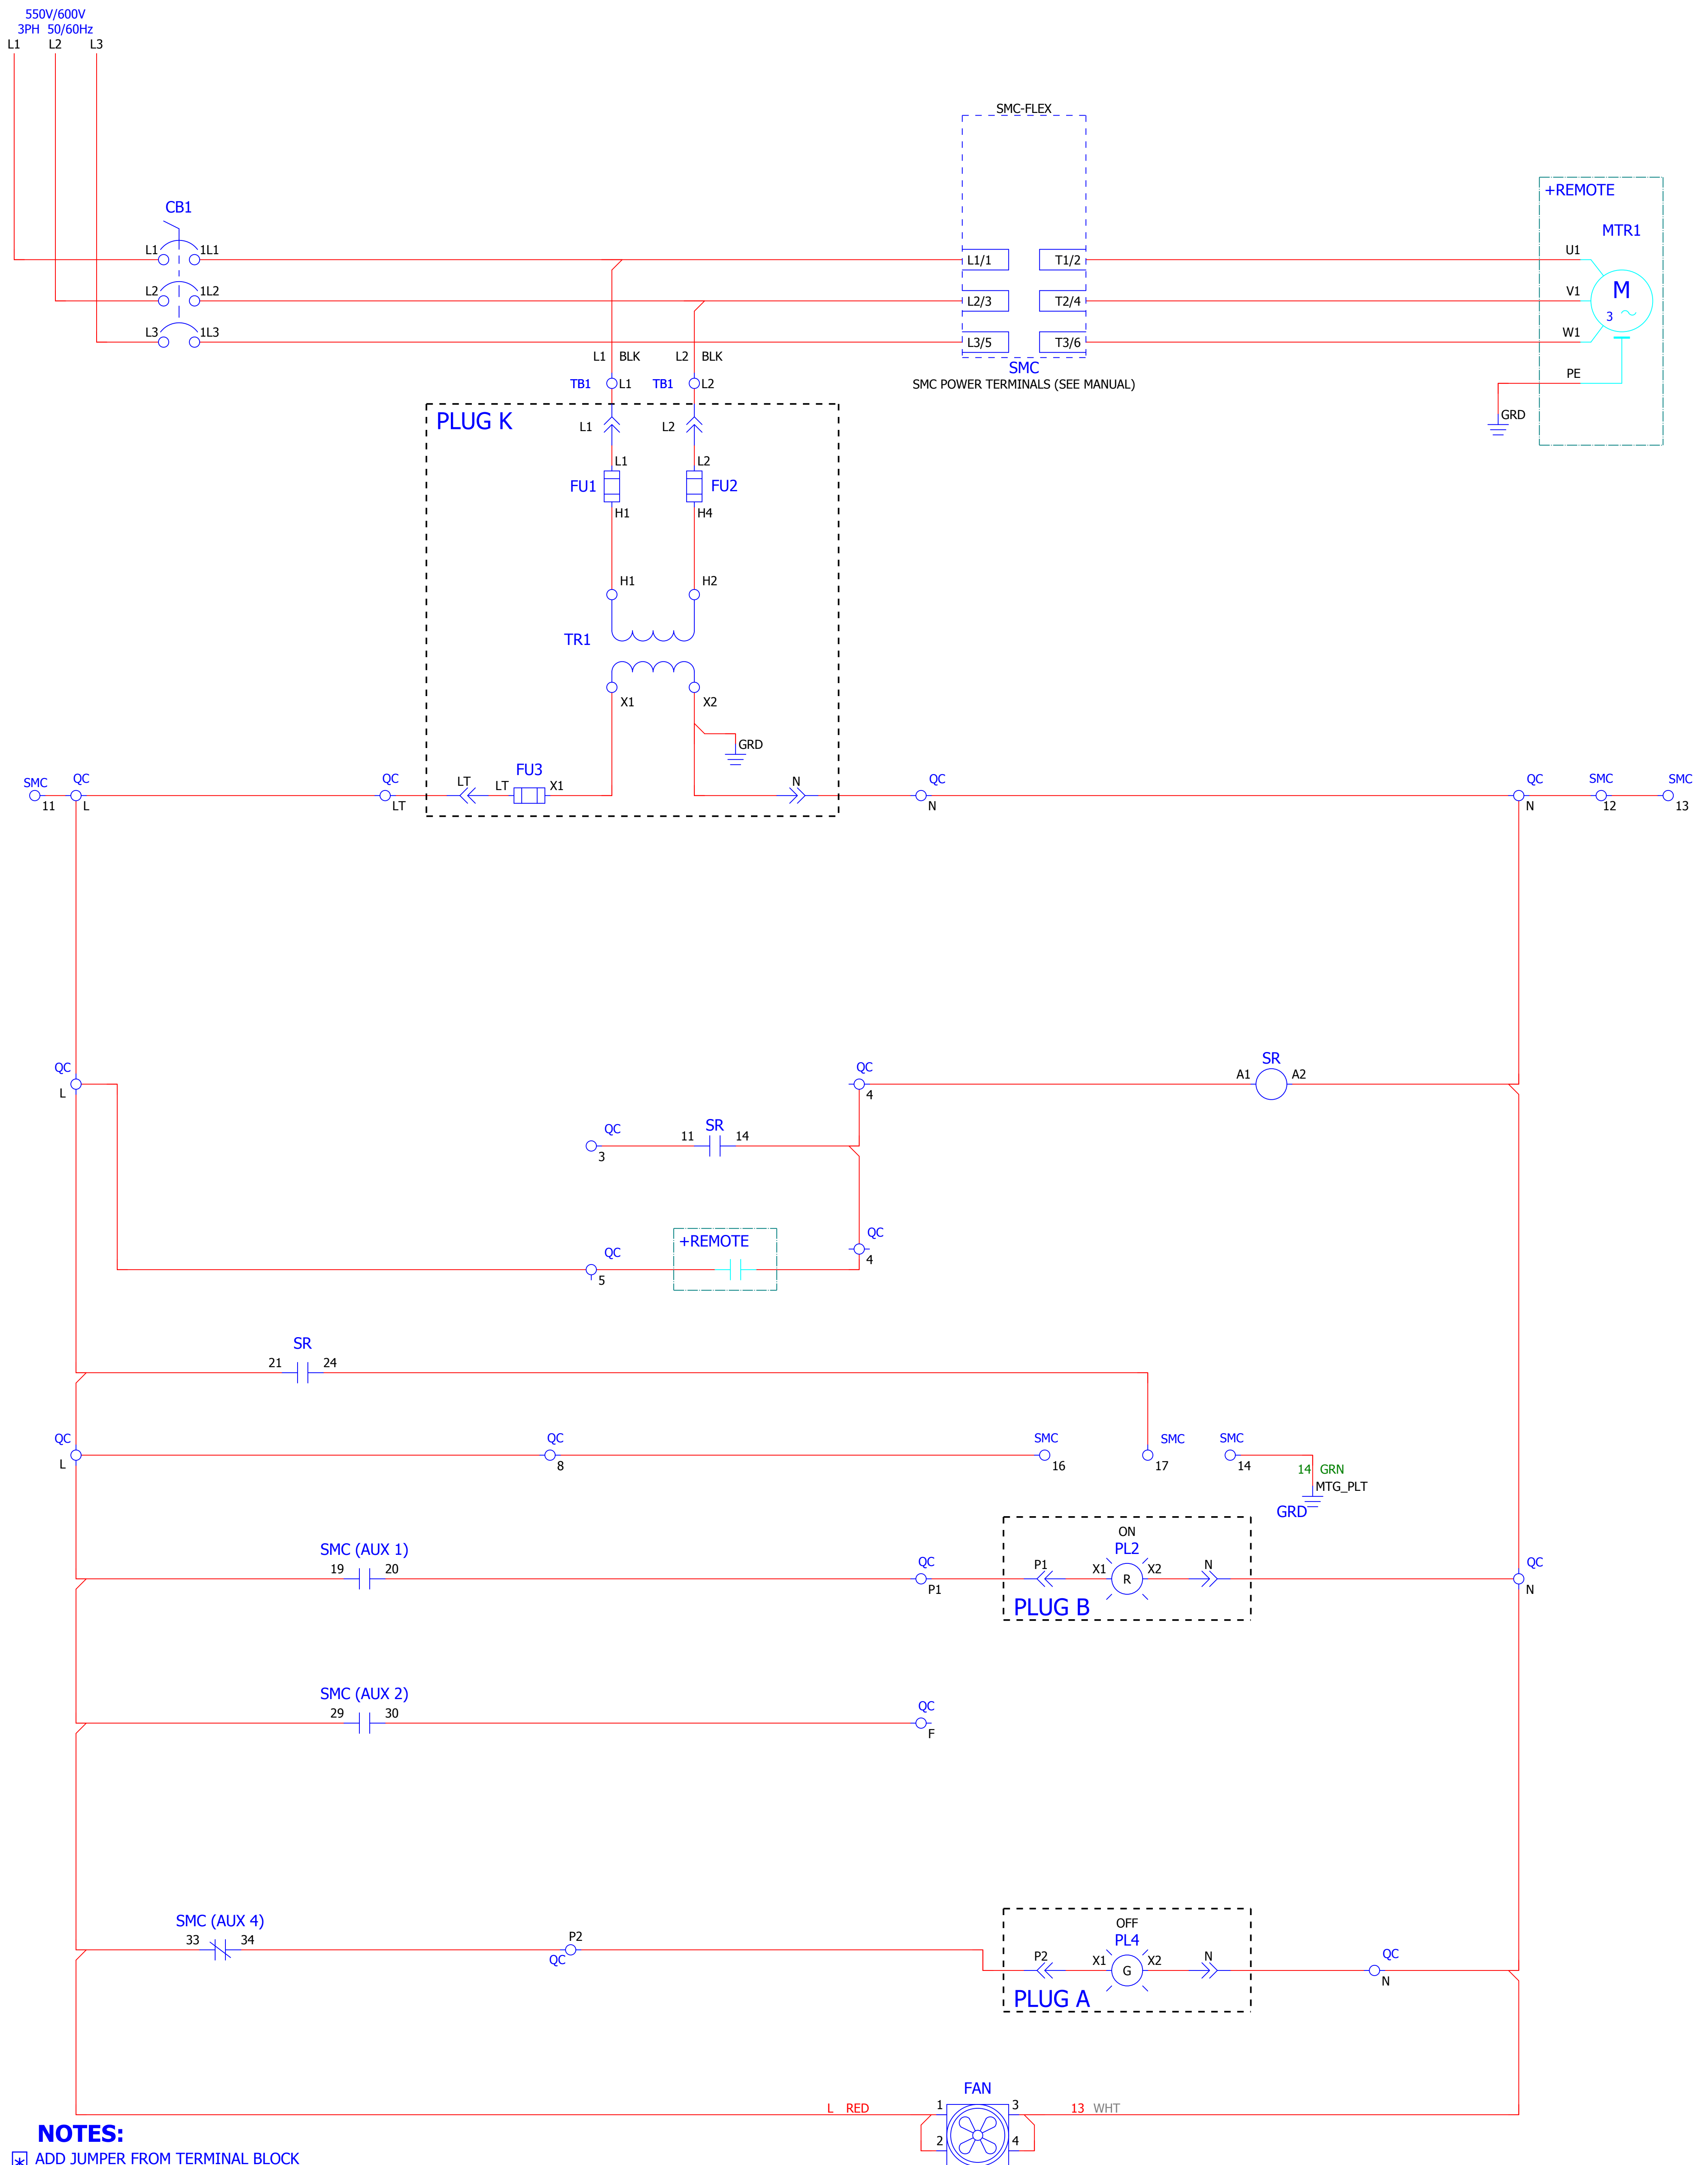 550V/600V
3PH 50/60Hz
L1 L2 L3
SMC-FLEX
+REMOTE
CB1
MTR1
L1 1L1
L1/1 T1/2
U1
L2 1L2
L2/3 T2/4
V1
M
3
L3 1L3
L3/5 T3/6
W1
L1 BLK L2 BLK
SMC
SMC POWER TERMINALS (SEE MANUAL)
PE
TB1 L1 TB1 L2
GRD
PLUG K
L1 L2
L1 L2
FU1 FU2
H1 H4
H1 H2
TR1
X1 X2
GRD
FU3
SMC QC QC LT LT X1 N QC QC SMC SMC
11 L LT N N 12 13
QC QC SR
A1 A2
L 4
QC SR
11 14
3
QC +REMOTE QC
5 4
SR
21 24
QC QC SMC SMC SMC
L 8 16 17 14
14 GRN
MTG_PLT
GRD
ON
SMC (AUX 1) PL2
19 20 QC P1 X1 X2 N QC
R
P1 N
PLUG B
SMC (AUX 2)
29 30 QC
F
SMC (AUX 4) OFF
33 34 P2 PL4
QC P2 X1 X2 N QC
G
N
PLUG A
FAN
L RED 1 3 13 WHT
2 4
NOTES:
* ADD JUMPER FROM TERMINAL BLOCK